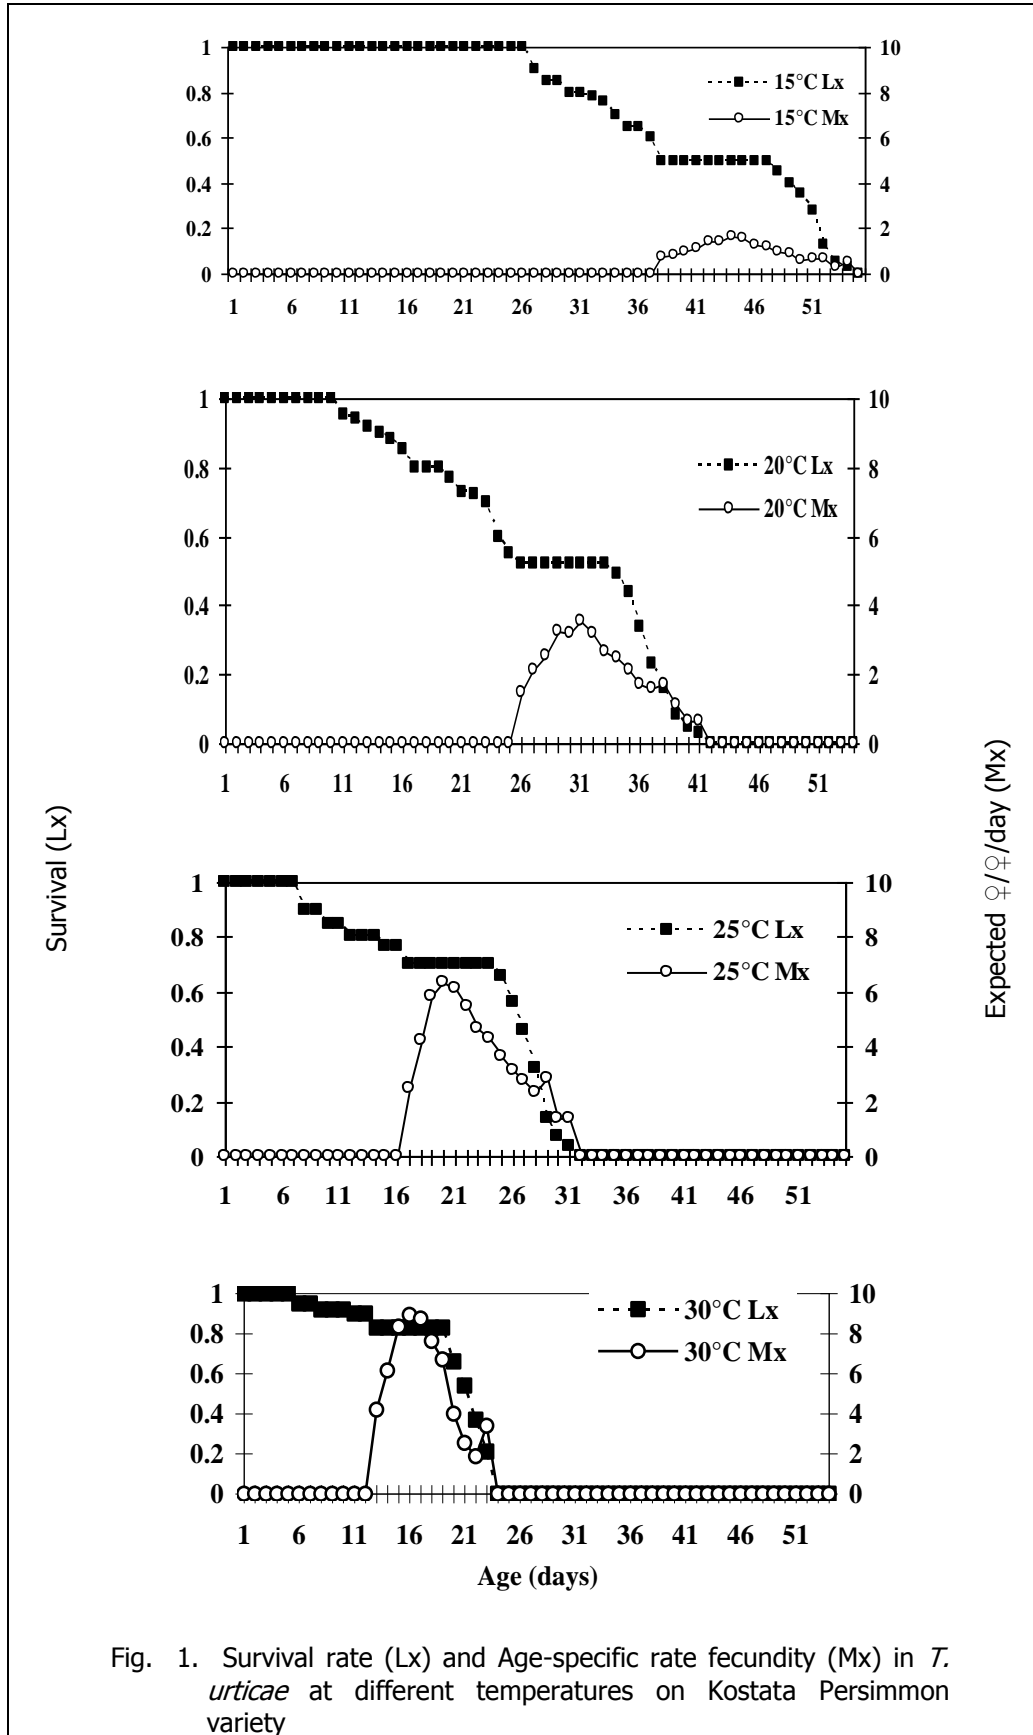 1
0.8
0.6
0.4
0.2
0
10
8
6
4
2
0
15°C Lx
15°C Mx
1 6 11 16 21 26 31 36 41 46 51
1
0.8
0.6
0.4
0.2
0
10
8
6
4
2
0
20°C Lx
20°C Mx
1 6 11 16 21 26 31 36 41 46 51
Survival (Lx)
Expected ♀/♀/day (Mx)
1
0.8
0.6
0.4
0.2
0
10
8
6
4
2
0
25°C Lx
25°C Mx
1 6 11 16 21 26 31 36 41 46 51
1
0.8
0.6
0.4
0.2
0
10
8
6
4
2
0
30°C Lx
30°C Mx
1 6 11 16 21 26 31 36 41 46 51
Age (days)
Fig. 1. Survival rate (Lx) and Age-specific rate fecundity (Mx) in T.
urticae at different temperatures on Kostata Persimmon
variety